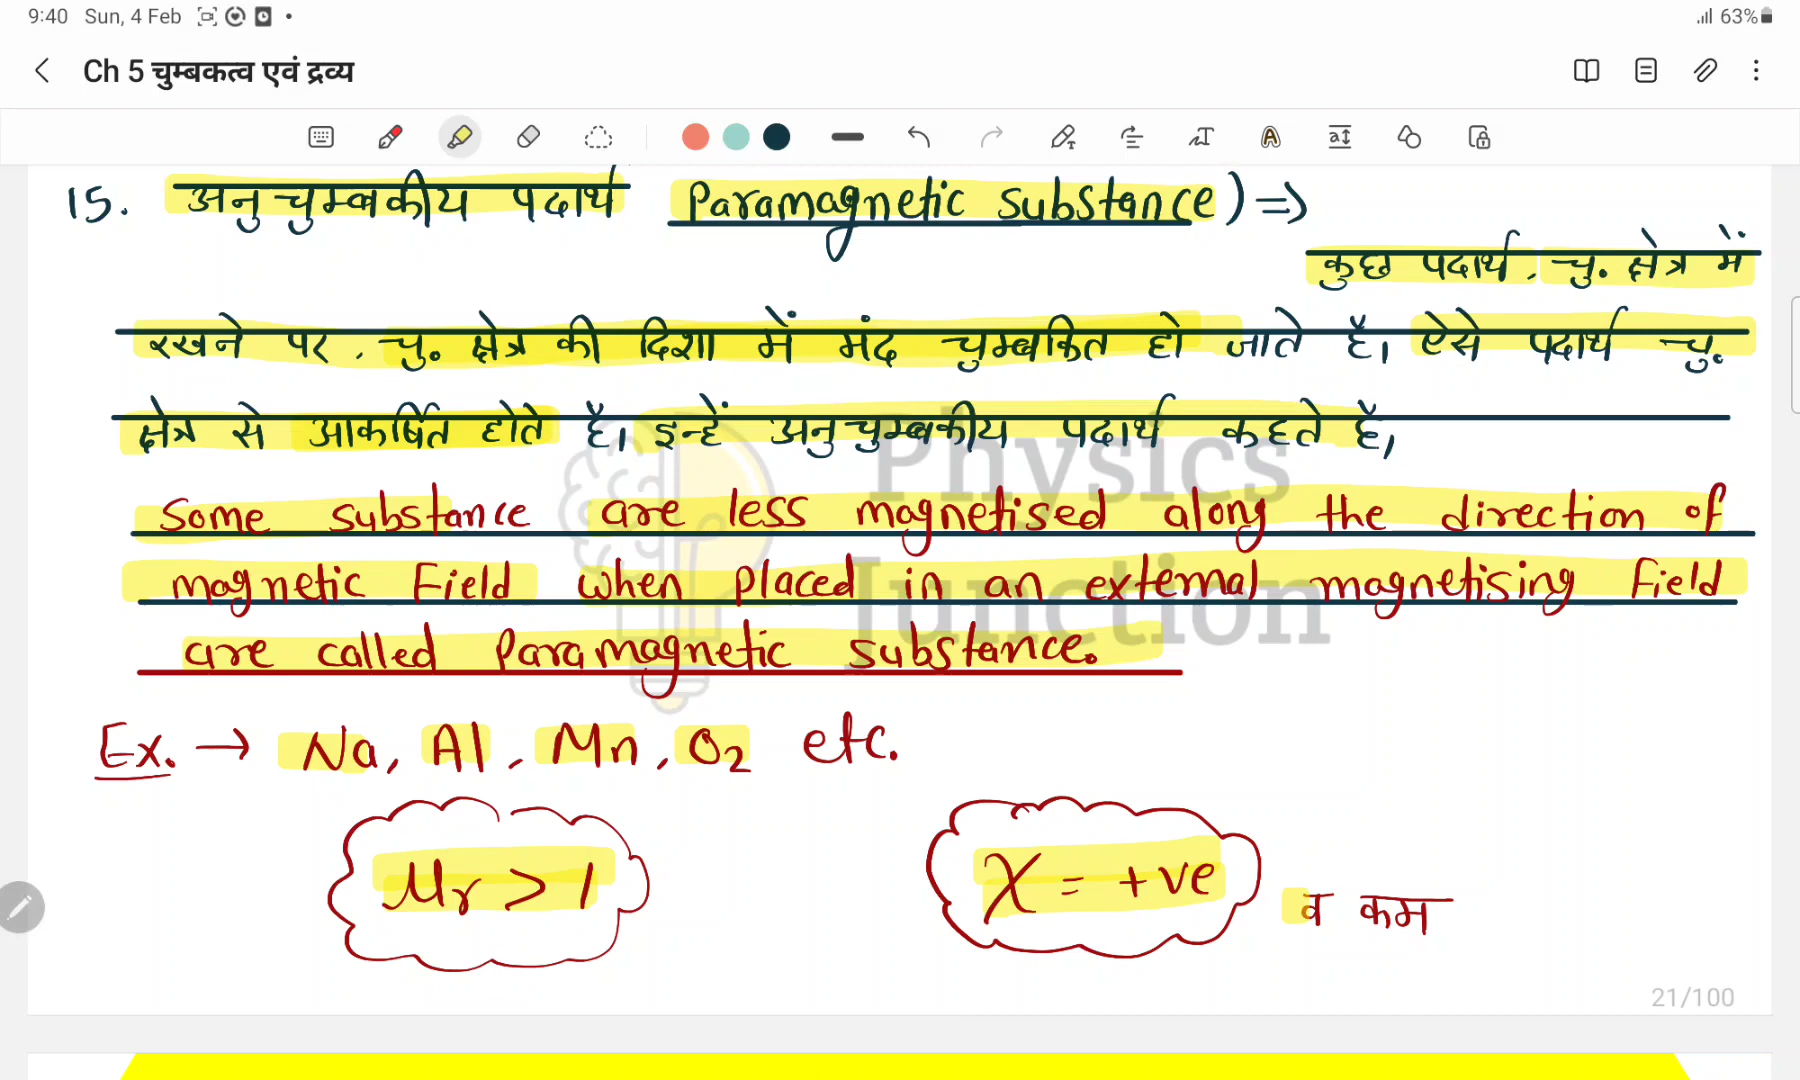 9:40 Sun, 4 Feb 63%
Ch 5 चुम्बकत्व एवं द्रव्य
15. अनुचुम्बकीय पदार्थ Paramagnetic Substance) =>
कुछ पदार्थ, चु. क्षेत्र में
रखने पर, चु. क्षेत्र की दिशा में मंद चुम्बकित हो जाते है। ऐसे पदार्थ चु.
क्षेत्र से आकर्षित होते है। इन्हें अनुचुम्बकीय पदार्थ कहते है,
Physics
Some substance are less magnetised along the direction of
magnetic Field when placed in an external magnetising Field
Junction
are called Paramagnetic substance.
Ex. → Na, Al, Mn, O₂ etc.
μr > 1
χ = +ve व कम
21/100